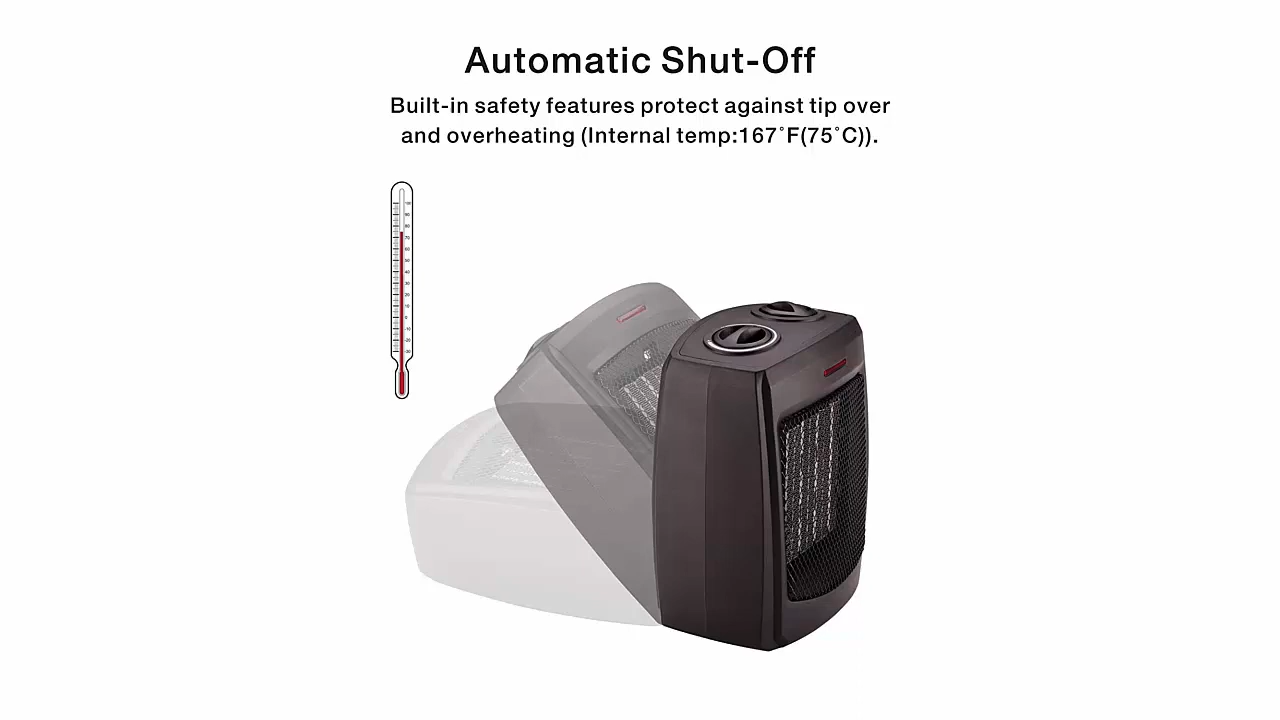 Automatic Shut-Off
Built-in safety features protect against tip over
and overheating (Internal temp:167˚F(75˚C)).